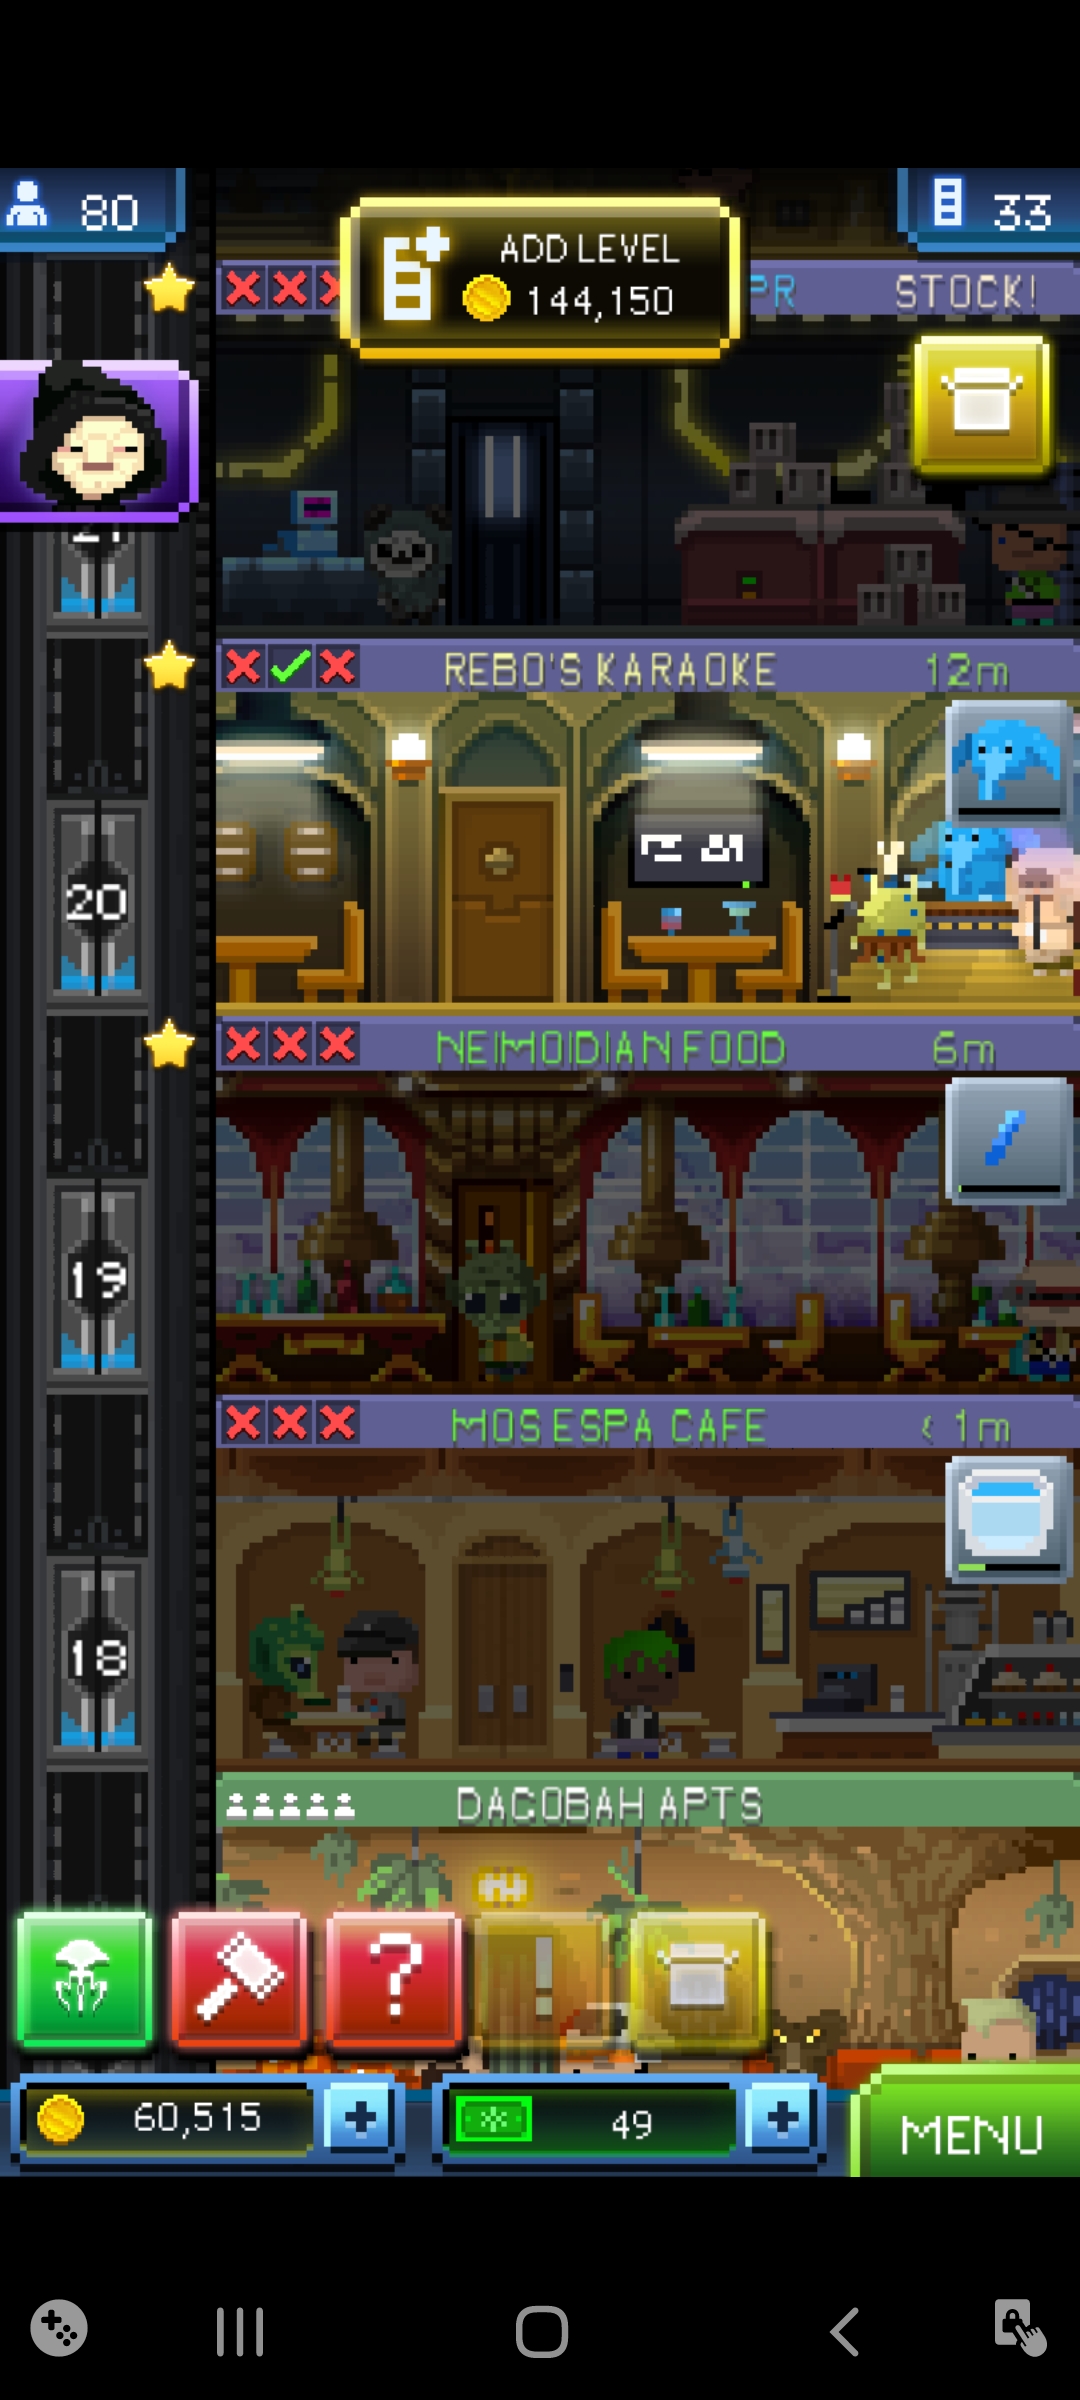 80
ADD LEVEL
144,150
33
PR STOCK!
21
REBO'S KARAOKE 12m
20
NEIMOIDIAN FOOD 6m
19
MOS ESPA CAFE < 1m
18
DAGOBAH APTS
?
!
60,515
49
MENU